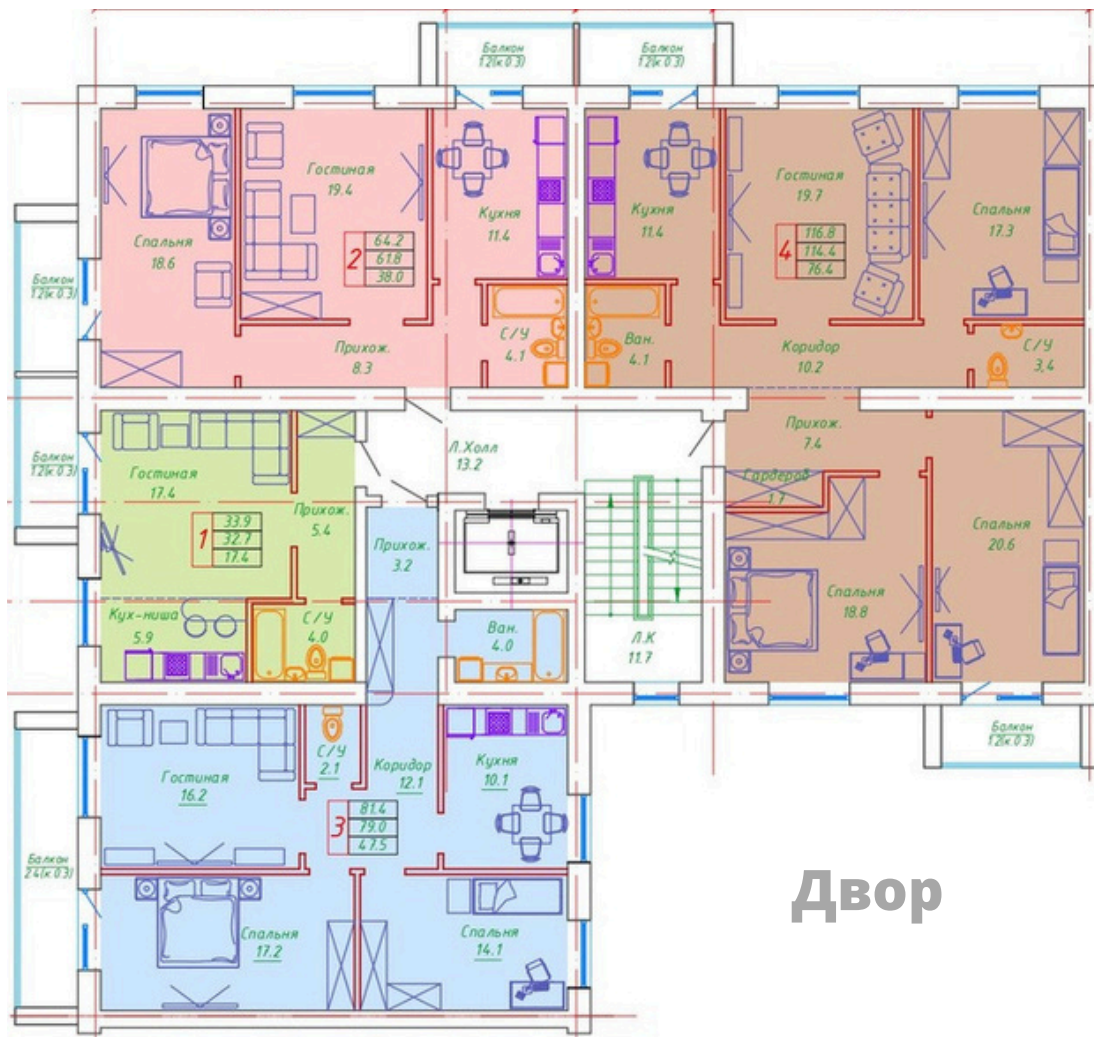 Балкон
1.2(к 0.3)
Балкон
1.2(к 0.3)
Гостиная
19.4
Кухня
11.4
Спальня
18.6
2
64.2
61.8
38.0
С/У
4.1
Прихож.
8.3
Кухня
11.4
Гостиная
19.7
4
116.8
114.4
76.4
Спальня
17.3
Ван.
4.1
Коридор
10.2
С/У
3,4
Балкон
1.2(к 0.3)
Балкон
1.2(к 0.3)
Гостиная
17.4
1
33.9
32.7
17.4
Прихож.
5.4
Л.Холл
13.2
Прихож.
3.2
Прихож.
7.4
Гардероб
1.7
Спальня
20.6
Кух-ниша
5.9
С/У
4.0
Ван.
4.0
Л.К
11.7
Спальня
18.8
Балкон
1.2(к 0.3)
Гостиная
16.2
С/У
2.1
Коридор
12.1
Кухня
10.1
3
81.4
79.0
47.5
Балкон
2.4(к 0.3)
Спальня
17.2
Спальня
14.1
Двор